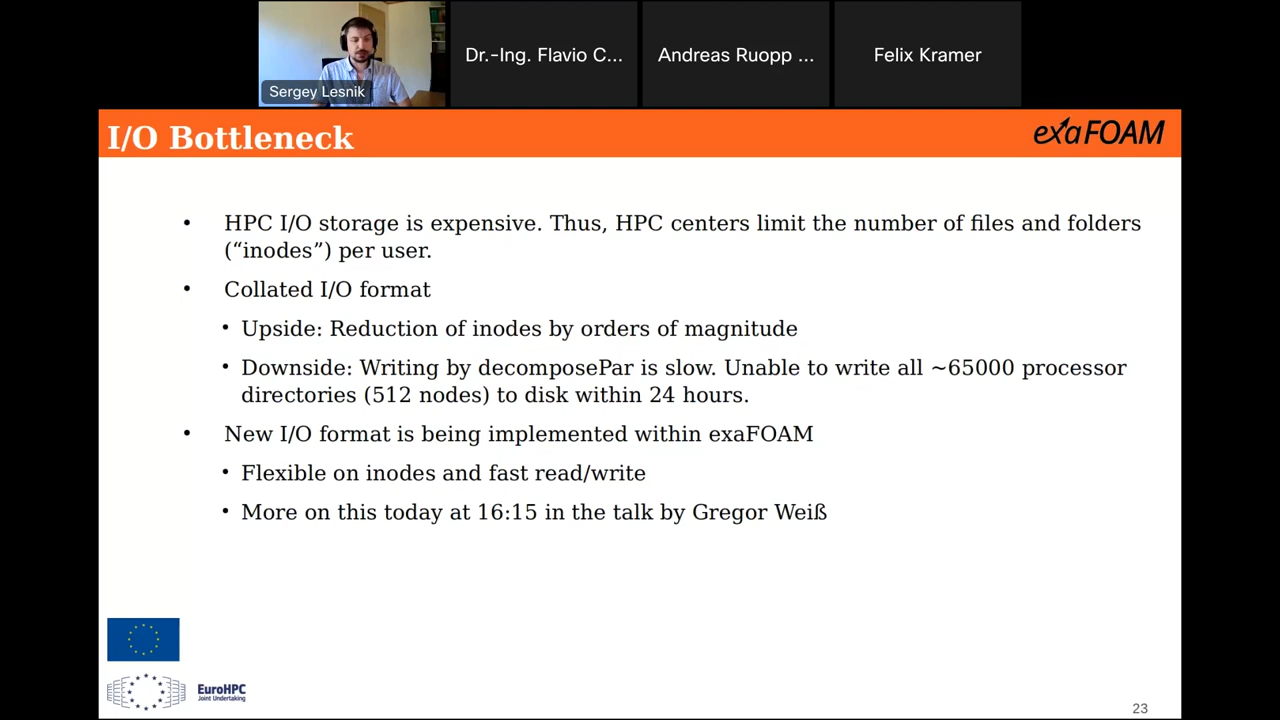 Sergey Lesnik
Dr.-Ing. Flavio C...
Andreas Ruopp ...
Felix Kramer
I/O Bottleneck
exaFOAM
• HPC I/O storage is expensive. Thus, HPC centers limit the number of files and folders
(“inodes”) per user.
• Collated I/O format
• Upside: Reduction of inodes by orders of magnitude
• Downside: Writing by decomposePar is slow. Unable to write all ~65000 processor
directories (512 nodes) to disk within 24 hours.
• New I/O format is being implemented within exaFOAM
• Flexible on inodes and fast read/write
• More on this today at 16:15 in the talk by Gregor Weiß
EuroHPC
Joint Undertaking
23